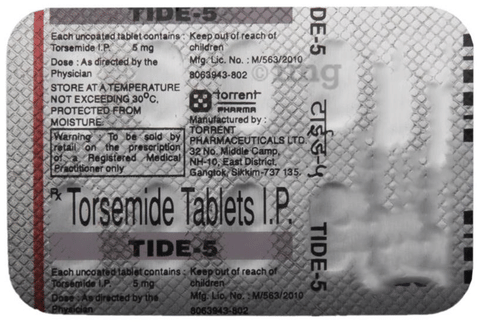 TIDE-5
Each uncoated tablet contains :
Torsemide I.P. 5 mg
Dose : As directed by the
Physician
STORE AT A TEMPERATURE
NOT EXCEEDING 30°C,
PROTECTED FROM
MOISTURE.
Warning : To be sold by
retail on the prescription
of a Registered Medical
Practitioner only
Keep out of reach of
children
Mfg. Lic. No. : M/563/2010
8063943-802
torrent
PHARMA
Manufactured by :
TORRENT
PHARMACEUTICALS LTD.
32 No. Middle Camp,
NH-10, East District,
Gangtok, Sikkim-737 135.
Rx Torsemide Tablets I.P.
TIDE-5
Each uncoated tablet contains :
Torsemide I.P. 5 mg
Dose : As directed by the
Physician
Keep out of reach of
children
Mfg. Lic. No. : M/563/2010
8063943-802
DE-5
टाईड-५
TIDE-5